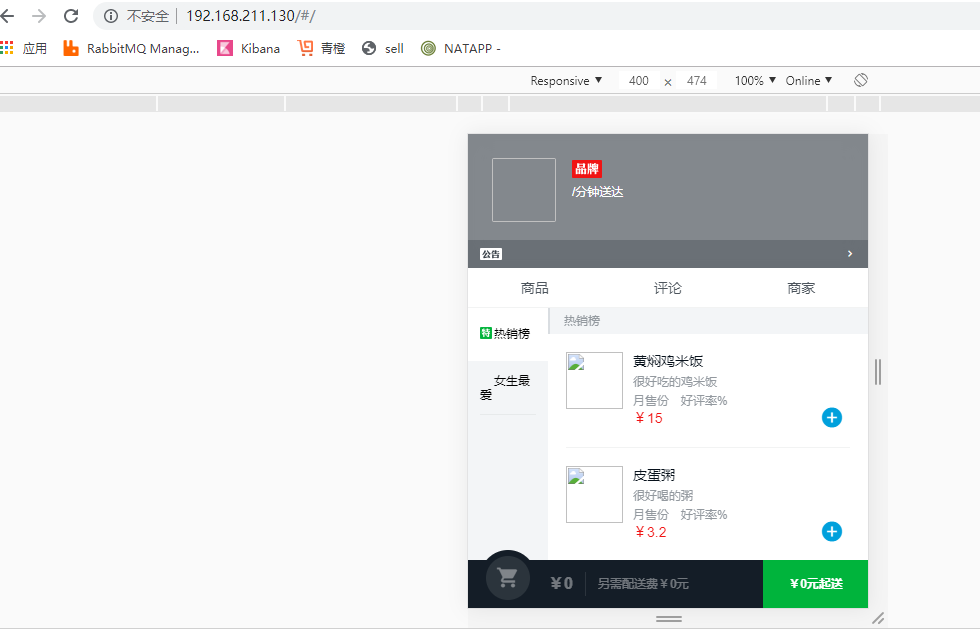 不安全 192.168.211.130/#/
应用 RabbitMQ Manag... Kibana 青橙 sell NATAPP -
Responsive ▼ 400 × 474 100% ▼ Online ▼
品牌
/分钟送达
公告
商品 评论 商家
特 热销榜
女生最
爱
热销榜
黄焖鸡米饭
很好吃的鸡米饭
月售份 好评率%
￥15
皮蛋粥
很好喝的粥
月售份 好评率%
￥3.2
￥0 另需配送费￥0元 ￥0元起送